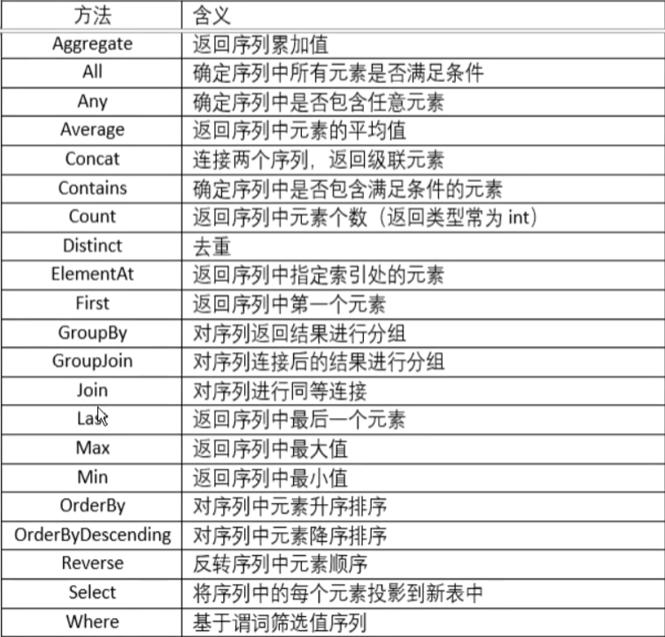 方法 含义
Aggregate 返回序列累加值
All 确定序列中所有元素是否满足条件
Any 确定序列中是否包含任意元素
Average 返回序列中元素的平均值
Concat 连接两个序列，返回级联元素
Contains 确定序列中是否包含满足条件的元素
Count 返回序列中元素个数（返回类型常为 int）
Distinct 去重
ElementAt 返回序列中指定索引处的元素
First 返回序列中第一个元素
GroupBy 对序列返回结果进行分组
GroupJoin 对序列连接后的结果进行分组
Join 对序列进行同等连接
Last 返回序列中最后一个元素
Max 返回序列中最大值
Min 返回序列中最小值
OrderBy 对序列中元素升序排序
OrderByDescending 对序列中元素降序排序
Reverse 反转序列中元素顺序
Select 将序列中的每个元素投影到新表中
Where 基于谓词筛选值序列